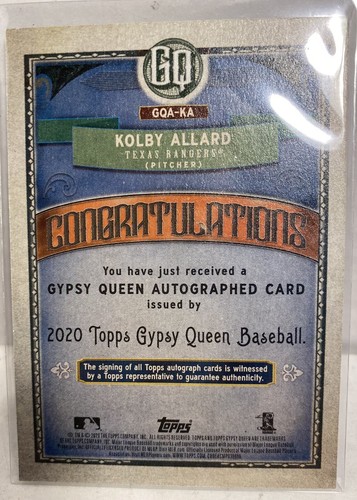 GQ
GQA-KA
KOLBY ALLARD
TEXAS RANGERS®
(PITCHER)
CONGRATULATIONS
You have just received a
GYPSY QUEEN AUTOGRAPHED CARD
issued by
2020 Topps Gypsy Queen Baseball.
The signing of all Topps autograph cards is witnessed
by a Topps representative to guarantee authenticity.
Topps